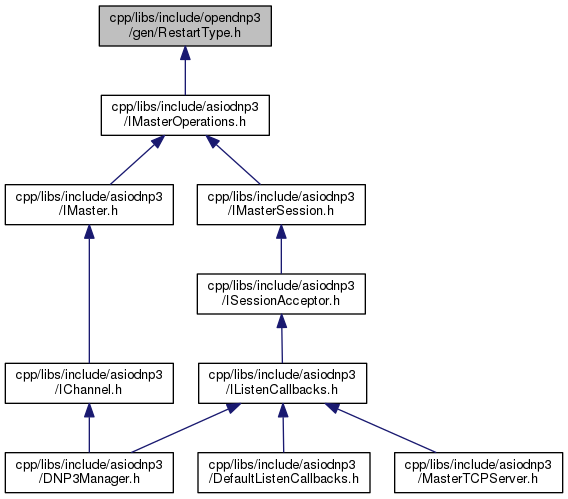 cpp/libs/include/opendnp3
/gen/RestartType.h
cpp/libs/include/asiodnp3
/IMasterOperations.h
cpp/libs/include/asiodnp3
/IMaster.h
cpp/libs/include/asiodnp3
/IMasterSession.h
cpp/libs/include/asiodnp3
/ISessionAcceptor.h
cpp/libs/include/asiodnp3
/IChannel.h
cpp/libs/include/asiodnp3
/IListenCallbacks.h
cpp/libs/include/asiodnp3
/DNP3Manager.h
cpp/libs/include/asiodnp3
/DefaultListenCallbacks.h
cpp/libs/include/asiodnp3
/MasterTCPServer.h